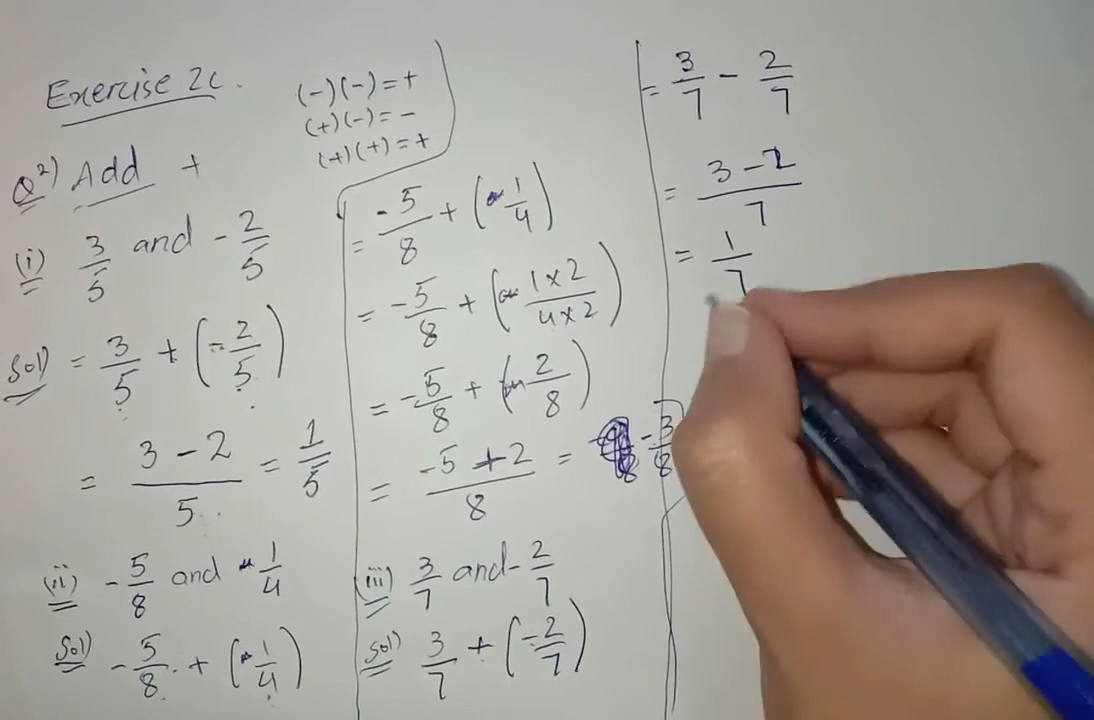 Exercise 2c.
(-)(-)=+
(+)(-)=-
(+)(+)=+
Q2) Add +
(i) 3/5 and -2/5
Sol) = 3/5 + (-2/5)
= 3-2/5 = 1/5
(ii) -5/8 and 1/4
Sol) -5/8 + (1/4)
= -5/8 + (1/4)
= -5/8 + (1×2/4×2)
= -5/8 + (2/8)
= -5+2/8 = -3/8
(iii) 3/7 and -2/7
Sol) 3/7 + (-2/7)
= 3/7 - 2/7
= 3-2/7
= 1/7